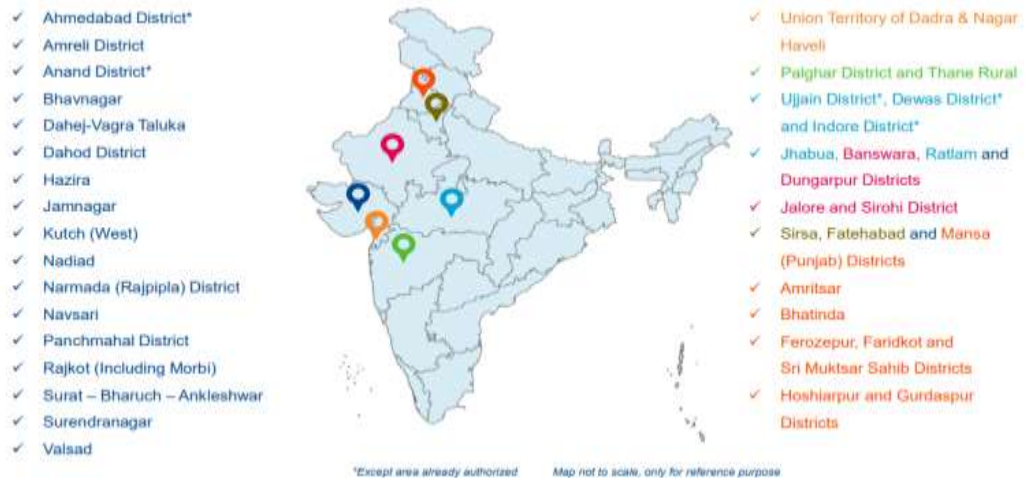 ✓ Ahmedabad District*
✓ Amreli District
✓ Anand District*
✓ Bhavnagar
✓ Dahej-Vagra Taluka
✓ Dahod District
✓ Hazira
✓ Jamnagar
✓ Kutch (West)
✓ Nadiad
✓ Narmada (Rajpipla) District
✓ Navsari
✓ Panchmahal District
✓ Rajkot (Including Morbi)
✓ Surat – Bharuch – Ankleshwar
✓ Surendranagar
✓ Valsad
✓ Union Territory of Dadra & Nagar
Haveli
✓ Palghar District and Thane Rural
✓ Ujjain District*, Dewas District*
and Indore District*
✓ Jhabua, Banswara, Ratlam and
Dungarpur Districts
✓ Jalore and Sirohi District
✓ Sirsa, Fatehabad and Mansa
(Punjab) Districts
✓ Amritsar
✓ Bhatinda
✓ Ferozepur, Faridkot and
Sri Muktsar Sahib Districts
✓ Hoshiarpur and Gurdaspur
Districts
*Except area already authorized
Map not to scale, only for reference purpose